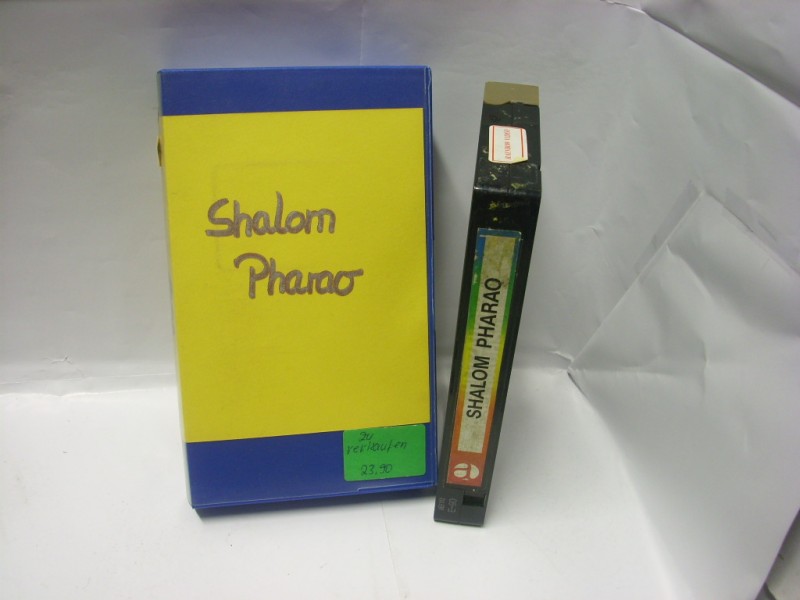 Shalom
Pharao
zu
verkaufen
23,90
SHALOM PHARAO
a